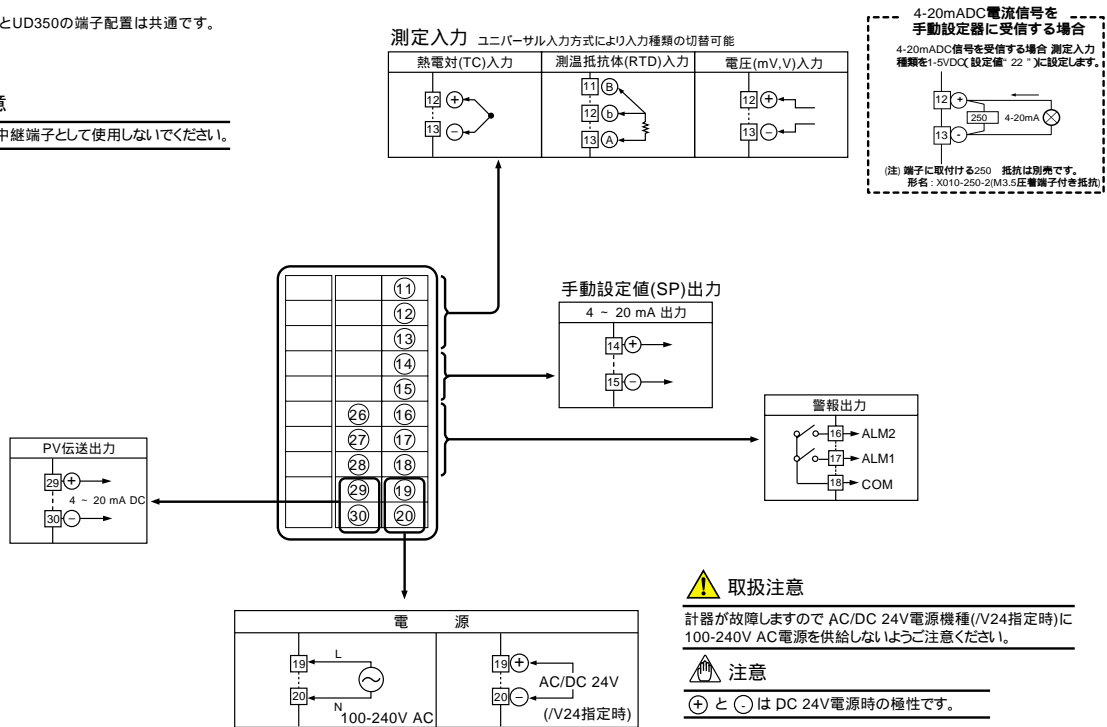 とUD350の端子配置は共通です。
意
中継端子として使用しないでください。
測定入力 ユニバーサル入力方式により入力種類の切替可能
熱電対(TC)入力
12 +
13 −
測温抵抗体(RTD)入力
11 B
12 b
13 A
電圧(mV,V)入力
12 +
13 −
4-20mADC電流信号を
手動設定器に受信する場合
4-20mADC信号を受信する場合 測定入力
種類を1-5VDC( 設定値“ 22 ” )に設定します。
12 +
250 4-20mA
13 -
(注) 端子に取付ける250 抵抗は別売です。
形名 : X010-250-2(M3.5圧着端子付き抵抗)
11
12
13
14
15
26 16
27 17
28 18
29 19
30 20
手動設定値(SP)出力
4 ~ 20 mA 出力
14 +
15 −
警報出力
16 ALM2
17 ALM1
18 COM
PV伝送出力
29 +
4 ~ 20 mA DC
30 −
電 源
19 L
20 N
100-240V AC
19 +
AC/DC 24V
20 −
(/V24指定時)
取扱注意
計器が故障しますので AC/DC 24V電源機種(/V24指定時)に
100-240V AC電源を供給しないようご注意ください。
注意
+ と - は DC 24V電源時の極性です。